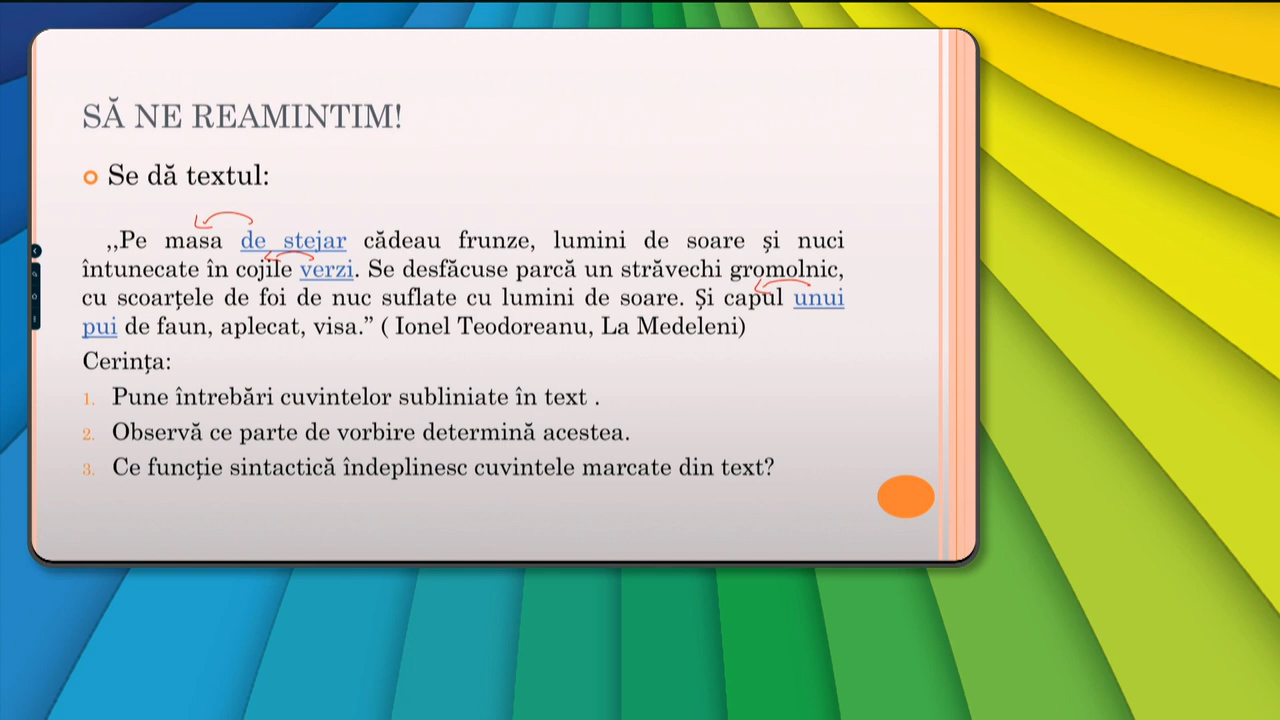 SĂ NE REAMINTIM!
Se dă textul:
,,Pe masa de stejar cădeau frunze, lumini de soare și nuci
întunecate în cojile verzi. Se desfăcuse parcă un străvechi gromolnic,
cu scoarțele de foi de nuc suflate cu lumini de soare. Și capul unui
pui de faun, aplecat, visa.” ( Ionel Teodoreanu, La Medeleni)
Cerința:
1. Pune întrebări cuvintelor subliniate în text .
2. Observă ce parte de vorbire determină acestea.
3. Ce funcție sintactică îndeplinesc cuvintele marcate din text?